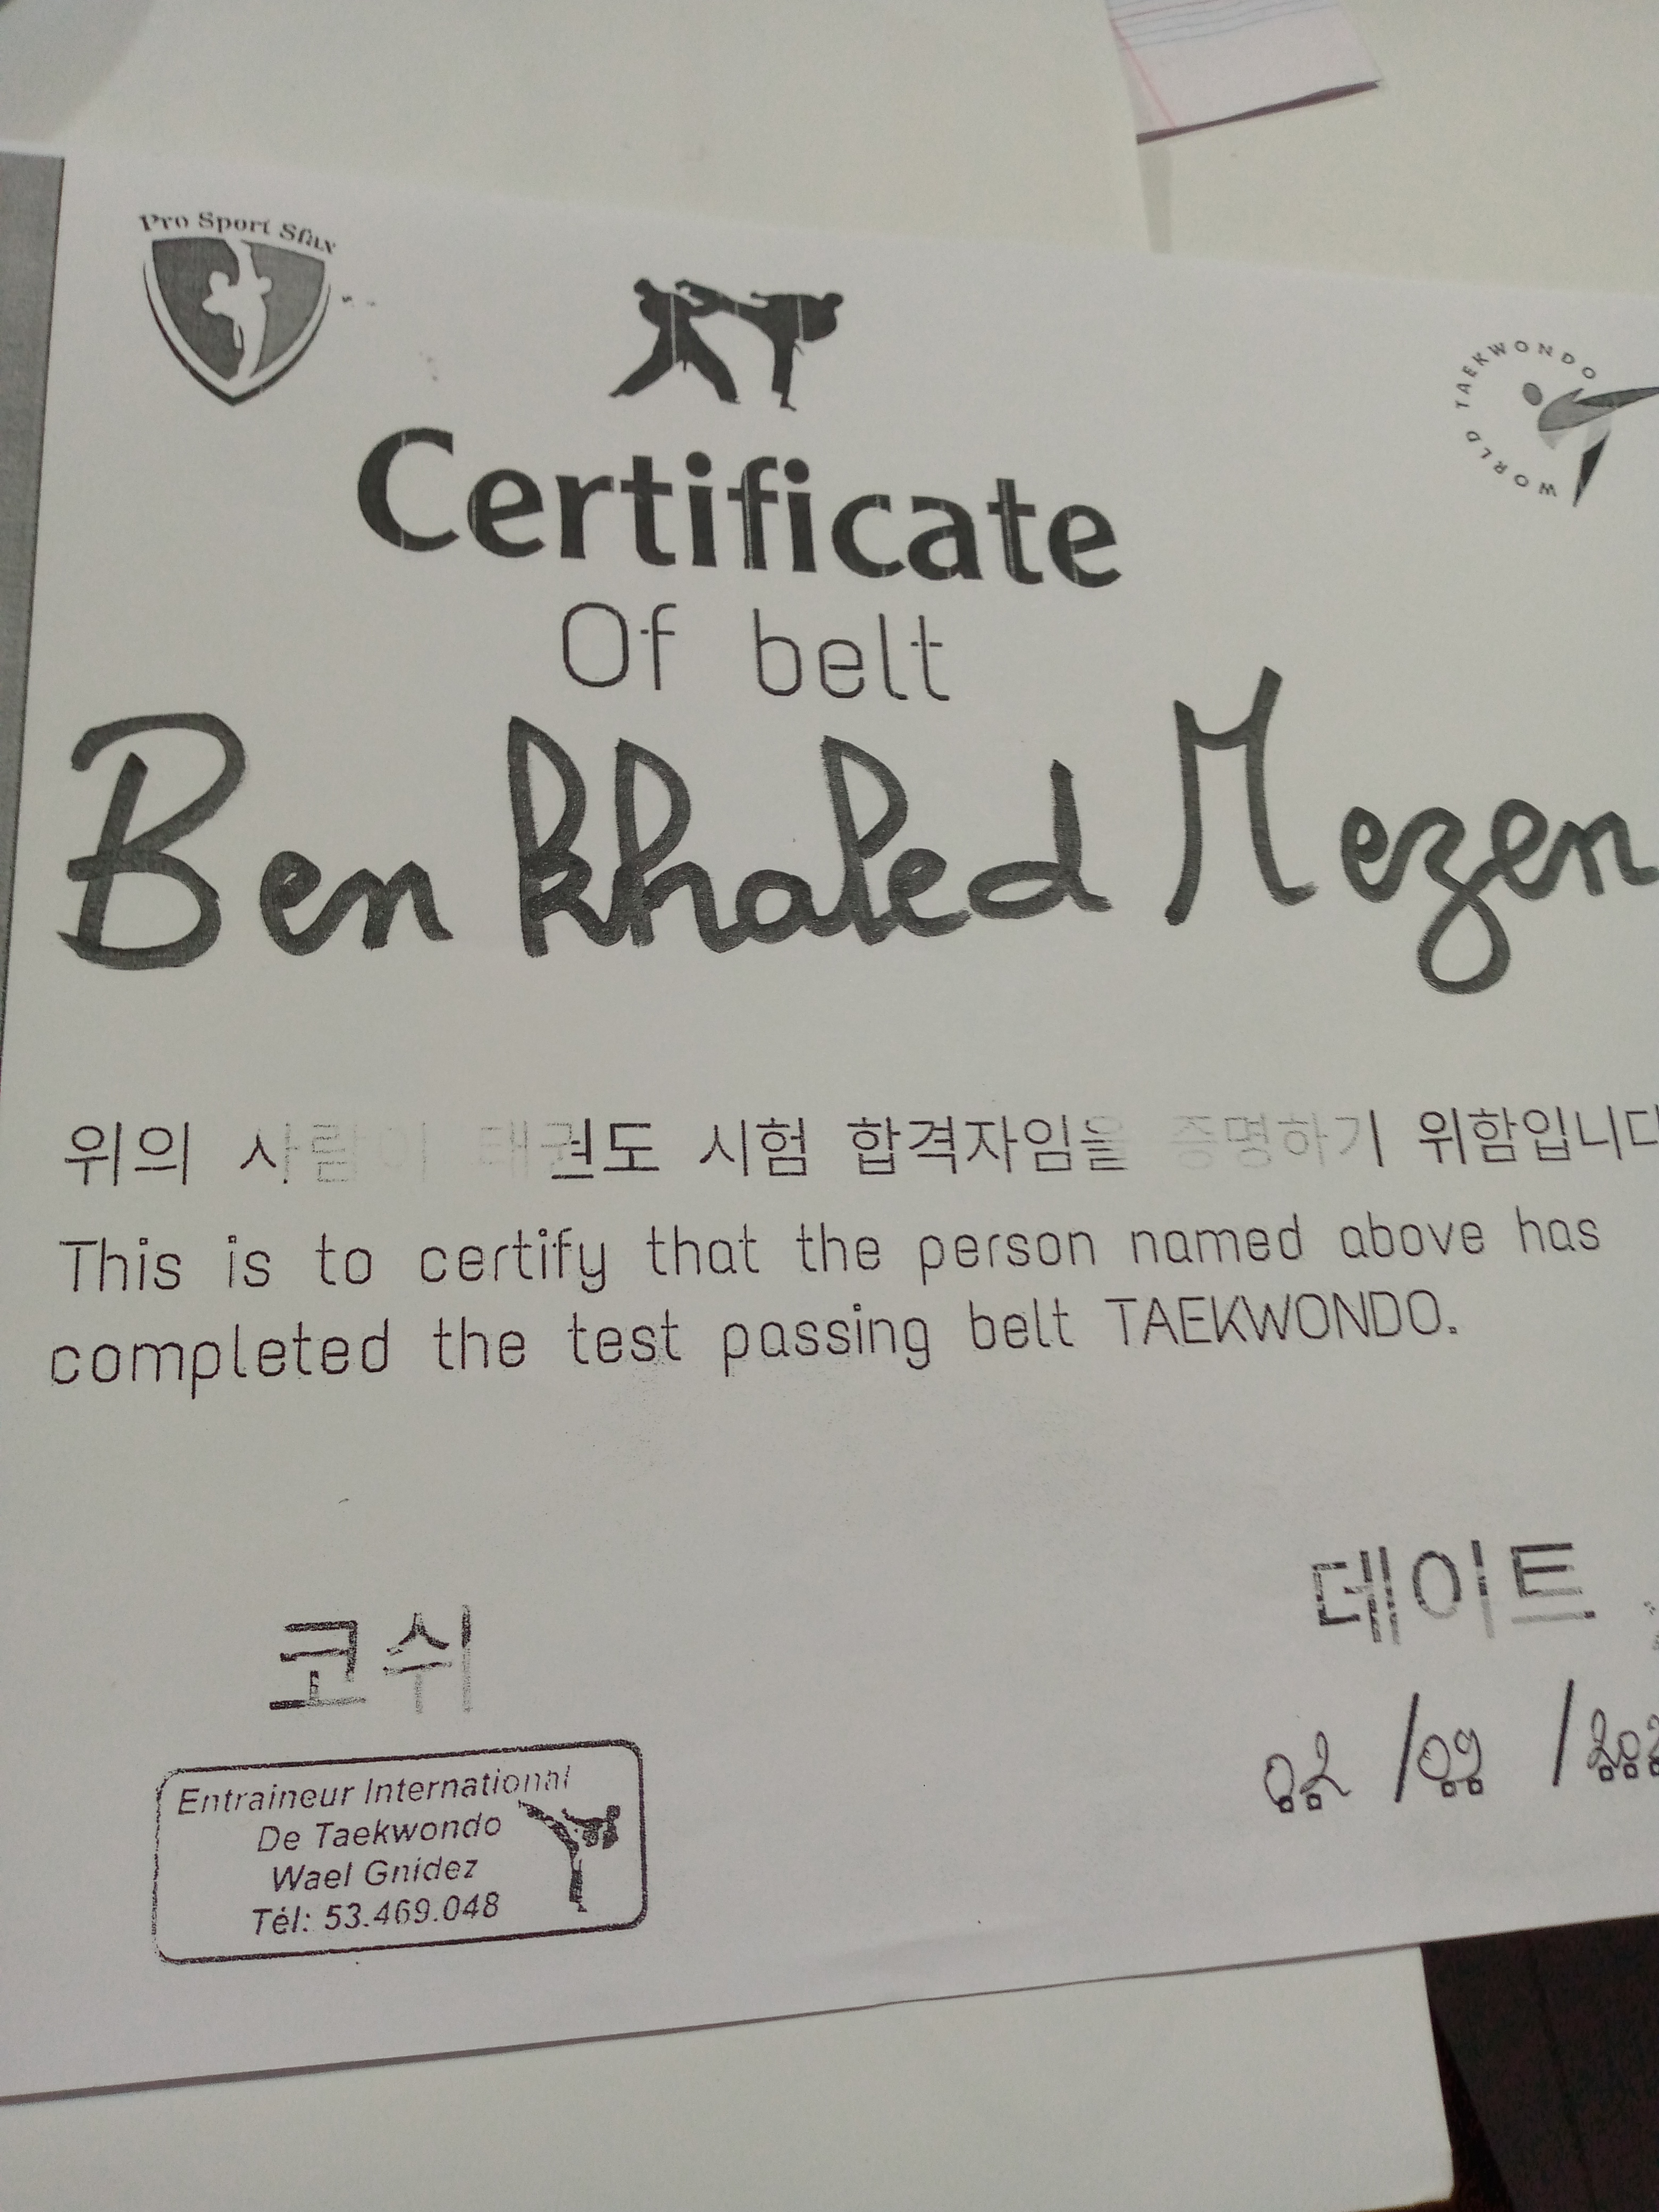 Pro Sport Sfax
WORLD TAEKWONDO
Certificate
Of belt
Ben Khaled Mezen
위의 사람이 태권도 시험 합격자임을 증명하기 위함입니다
This is to certify that the person named above has
completed the test passing belt TAEKWONDO.
데이트
코쉬
02/09/202
Entraineur International
De Taekwondo
Wael Gnidez
Tél: 53.469.048